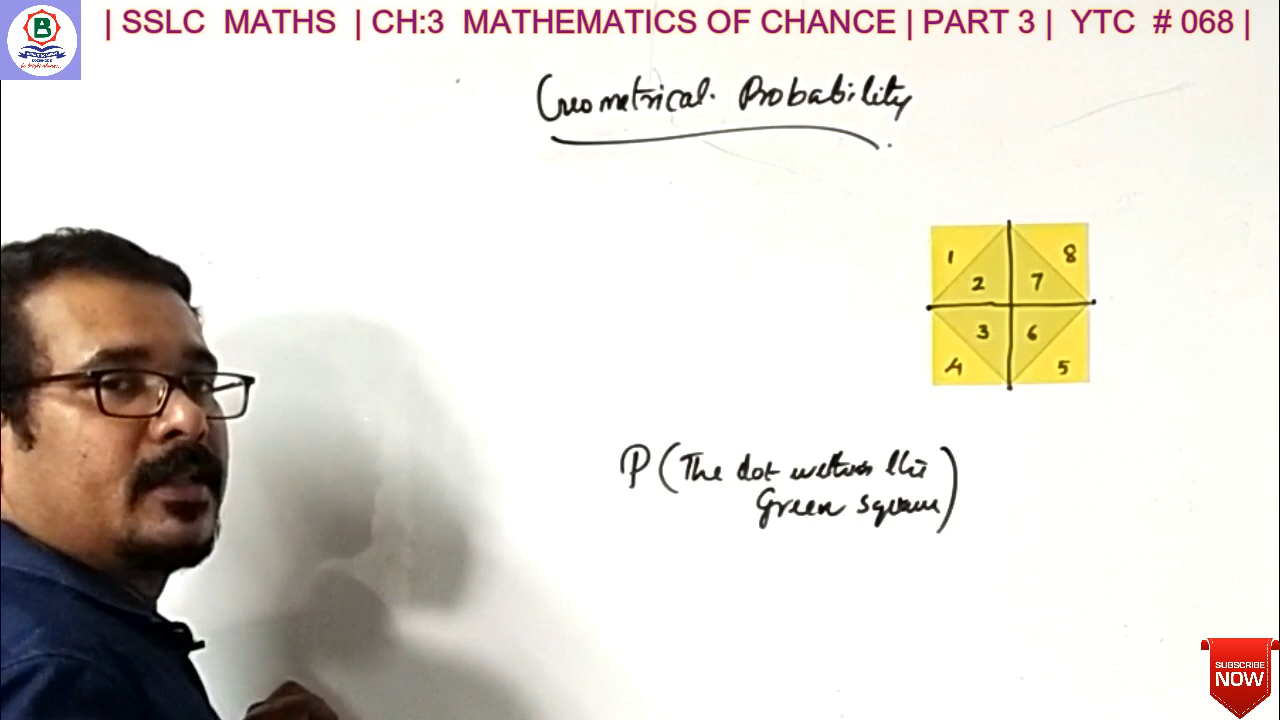 | SSLC MATHS | CH:3 MATHEMATICS OF CHANCE | PART 3 | YTC # 068 |
Geometrical Probability
1 8
2 7
3 6
4 5
P (The dot within the
Green square)
SUBSCRIBE
NOW